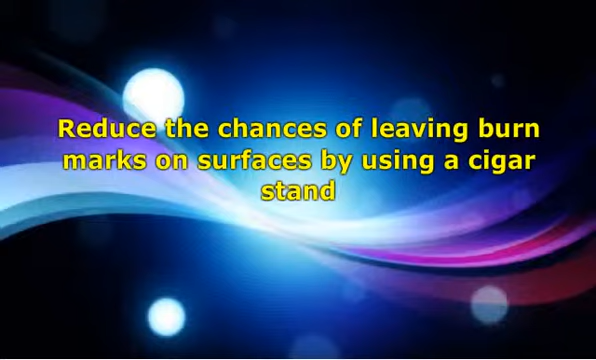 Reduce the chances of leaving burn
marks on surfaces by using a cigar
stand